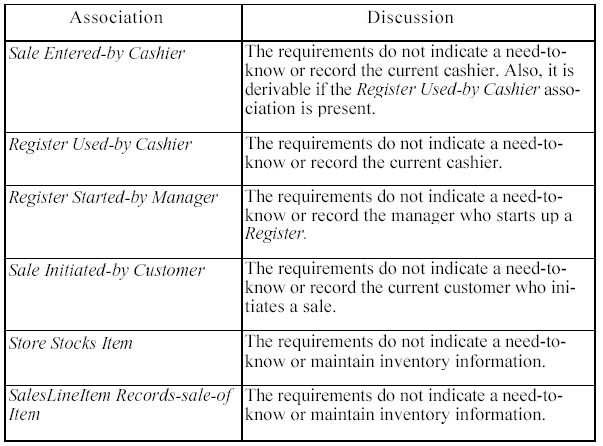 Association
Discussion
Sale Entered-by Cashier
The requirements do not indicate a need-to-
know or record the current cashier. Also, it is
derivable if the Register Used-by Cashier asso-
ciation is present.
Register Used-by Cashier
The requirements do not indicate a need-to-
know or record the current cashier.
Register Started-by Manager
The requirements do not indicate a need-to-
know or record the manager who starts up a
Register.
Sale Initiated-by Customer
The requirements do not indicate a need-to-
know or record the current customer who ini-
tiates a sale.
Store Stocks Item
The requirements do not indicate a need-to-
know or maintain inventory information.
SalesLineItem Records-sale-of
Item
The requirements do not indicate a need-to-
know or maintain inventory information.